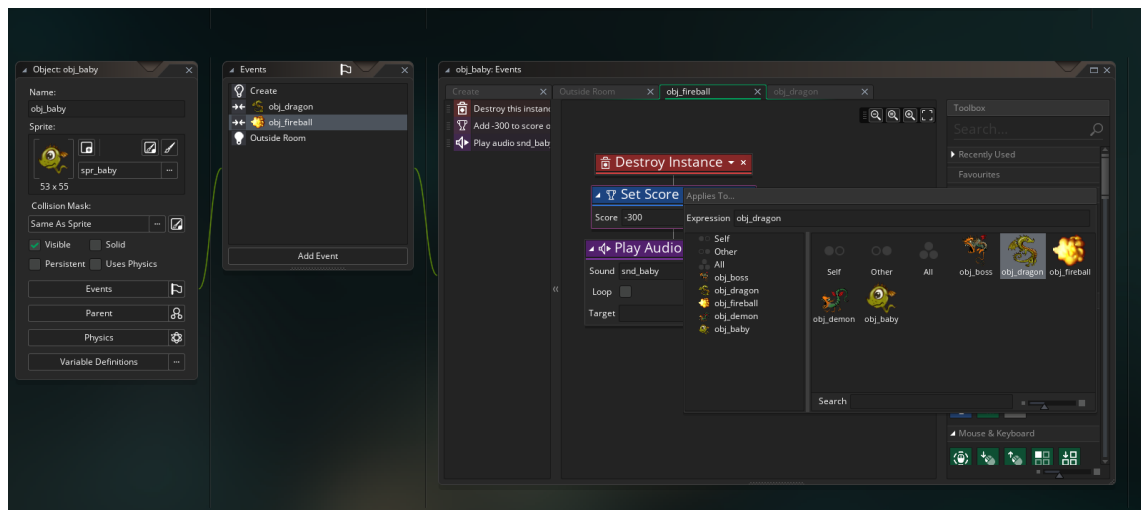 Object: obj_baby
Name:
obj_baby
Sprite:
spr_baby
53 x 55
Collision Mask:
Same As Sprite
Visible
Solid
Persistent
Uses Physics
Events
Parent
Physics
Variable Definitions
Events
Create
obj_dragon
obj_fireball
Outside Room
Add Event
obj_baby: Events
Create
Outside Room
obj_fireball
obj_dragon
Destroy this instan
Add -300 to score o
Play audio snd_bab
Destroy Instance
Set Score
Score -300
Play Audio
Sound snd_baby
Loop
Target
Applies To...
Expression obj_dragon
Self
Other
All
obj_boss
obj_dragon
obj_fireball
obj_demon
obj_baby
Self Other All obj_boss obj_dragon obj_fireball
obj_demon obj_baby
Search
Toolbox
Search...
Recently Used
Favourites
Mouse & Keyboard